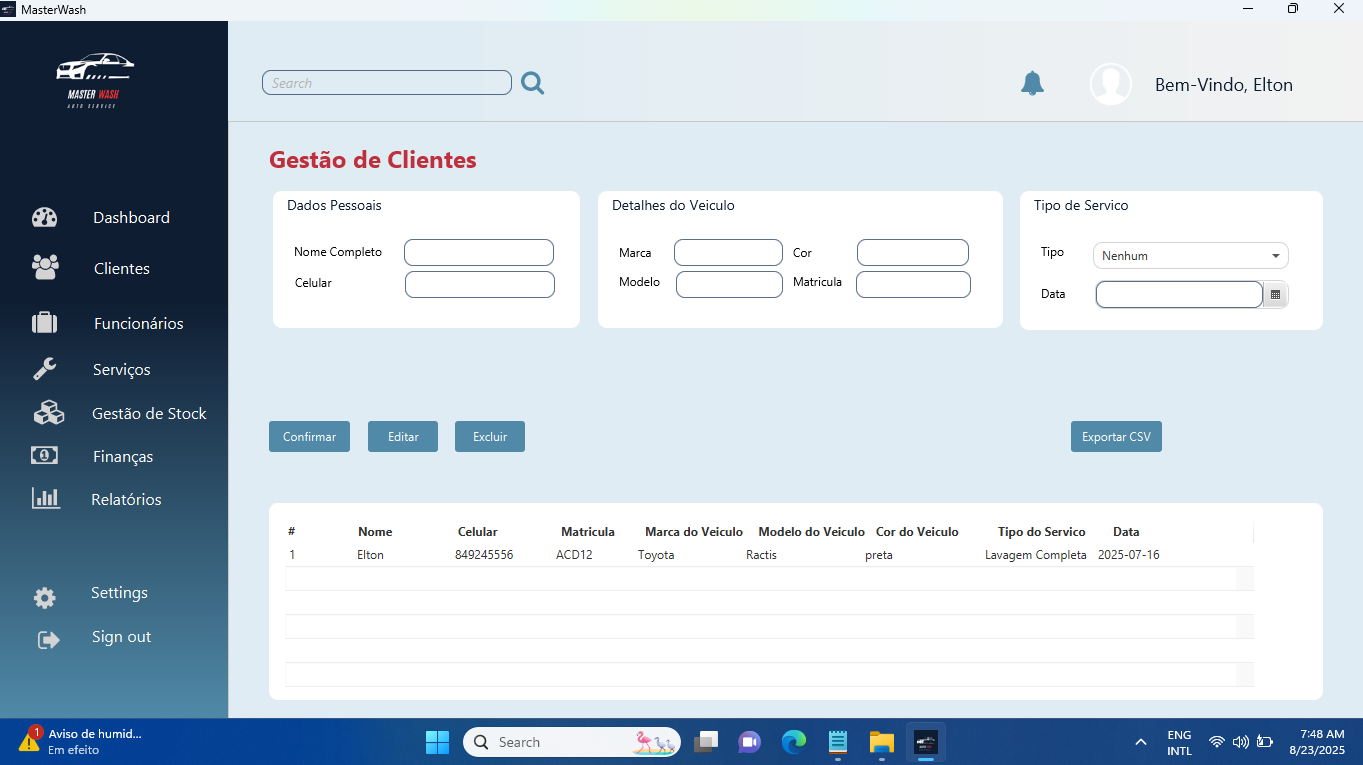 MasterWash
MASTER WASH
AUTO SERVICE
Search
Bem-Vindo, Elton
Dashboard
Clientes
Funcionários
Serviços
Gestão de Stock
Finanças
Relatórios
Settings
Sign out
Gestão de Clientes
Dados Pessoais
Nome Completo
Celular
Detalhes do Veiculo
Marca Cor
Modelo Matricula
Tipo de Servico
Tipo Nenhum
Data
Confirmar Editar Excluir Exportar CSV
# Nome Celular Matricula Marca do Veiculo Modelo do Veiculo Cor do Veiculo Tipo do Servico Data
1 Elton 849245556 ACD12 Toyota Ractis preta Lavagem Completa 2025-07-16
1
Aviso de humid...
Em efeito
Search
ENG
INTL
7:48 AM
8/23/2025